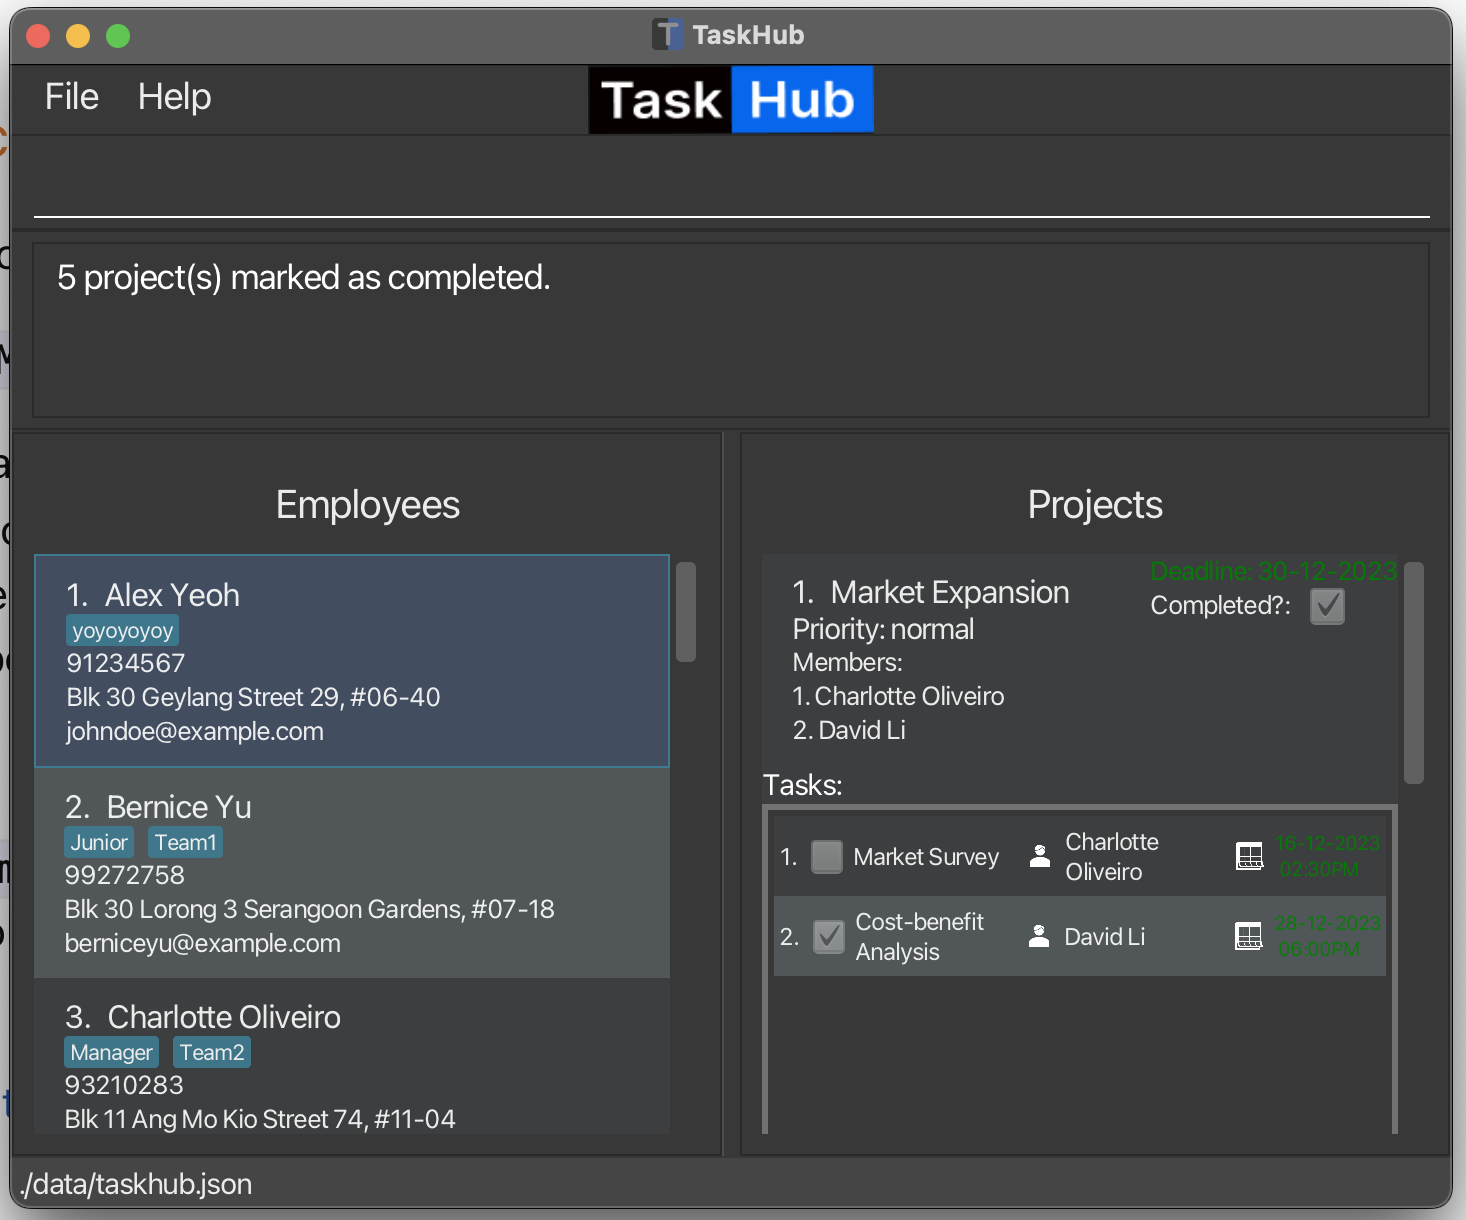 TaskHub
File Help
Task Hub
5 project(s) marked as completed.
Employees
1. Alex Yeoh
yoyoyoyoy
91234567
Blk 30 Geylang Street 29, #06-40
johndoe@example.com
2. Bernice Yu
Junior Team1
99272758
Blk 30 Lorong 3 Serangoon Gardens, #07-18
berniceyu@example.com
3. Charlotte Oliveiro
Manager Team2
93210283
Blk 11 Ang Mo Kio Street 74, #11-04
Projects
Deadline: 30-12-2023
1. Market Expansion
Completed?:
Priority: normal
Members:
1. Charlotte Oliveiro
2. David Li
Tasks:
1. Market Survey
Charlotte
Oliveiro
16-12-2023
02:30PM
2. Cost-benefit
Analysis
David Li
28-12-2023
06:00PM
./data/taskhub.json